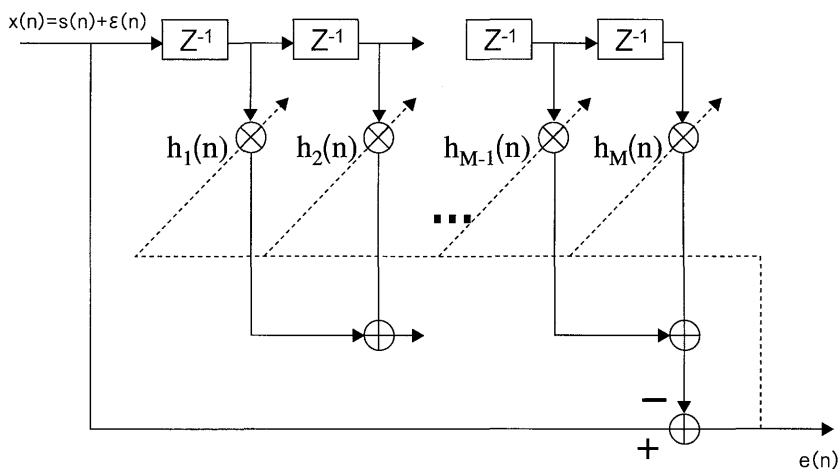 x(n)=s(n)+ε(n)
Z⁻¹ Z⁻¹ Z⁻¹ Z⁻¹
h₁(n) h₂(n) h_{M-1}(n) h_M(n)
...
−
+
e(n)